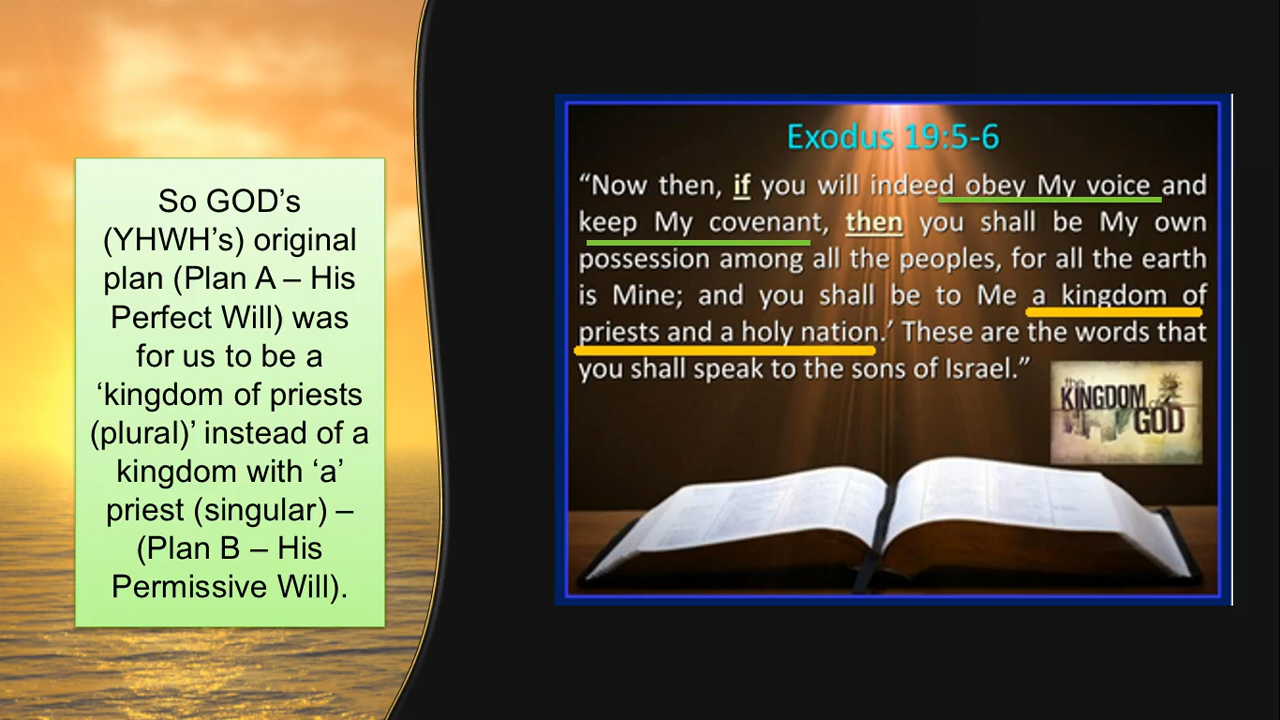 So GOD’s
(YHWH’s) original
plan (Plan A – His
Perfect Will) was
for us to be a
‘kingdom of priests
(plural)’ instead of a
kingdom with ‘a’
priest (singular) –
(Plan B – His
Permissive Will).
Exodus 19:5-6
“Now then, if you will indeed obey My voice and
keep My covenant, then you shall be My own
possession among all the peoples, for all the earth
is Mine; and you shall be to Me a kingdom of
priests and a holy nation.’ These are the words that
you shall speak to the sons of Israel.”
the
KINGDOM of
GOD